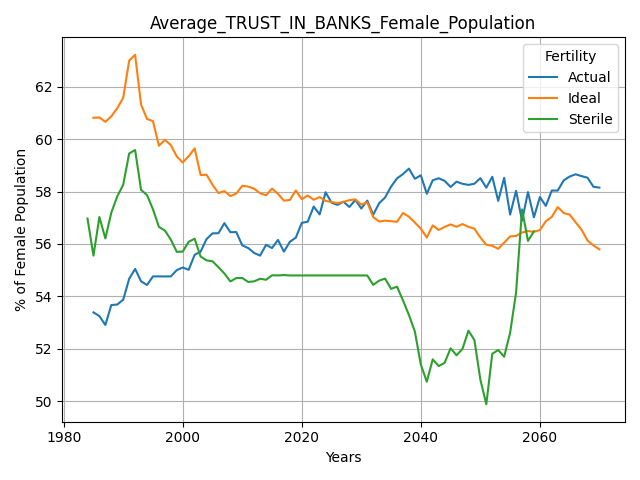 Average_TRUST_IN_BANKS_Female_Population
% of Female Population
62
60
58
56
54
52
50
1980
2000
2020
2040
2060
Years
Fertility
Actual
Ideal
Sterile